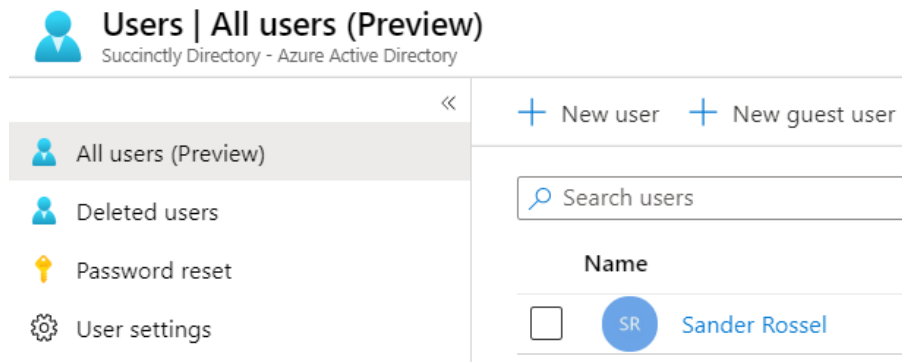 Users | All users (Preview)
Succinctly Directory - Azure Active Directory
«
All users (Preview)
Deleted users
Password reset
User settings
+ New user + New guest user
Search users
Name
SR Sander Rossel